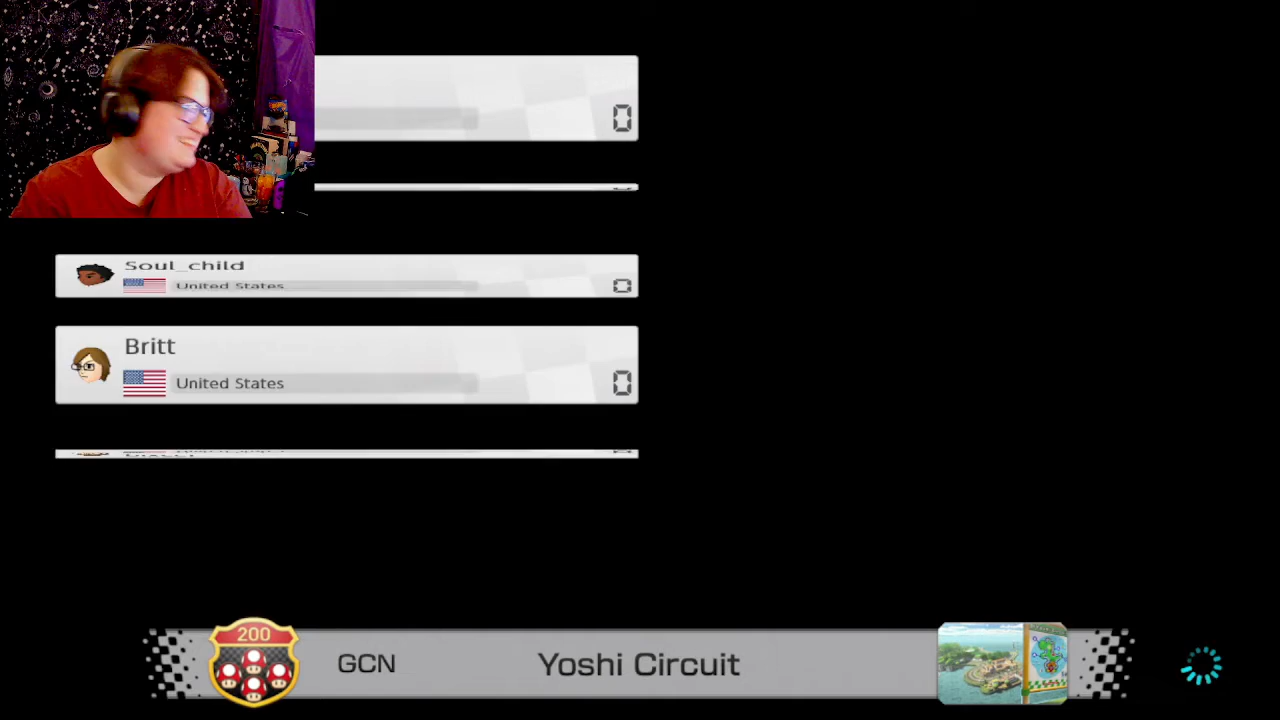 0
Soul_child
United States
0
Britt
United States
0
200
GCN
Yoshi Circuit